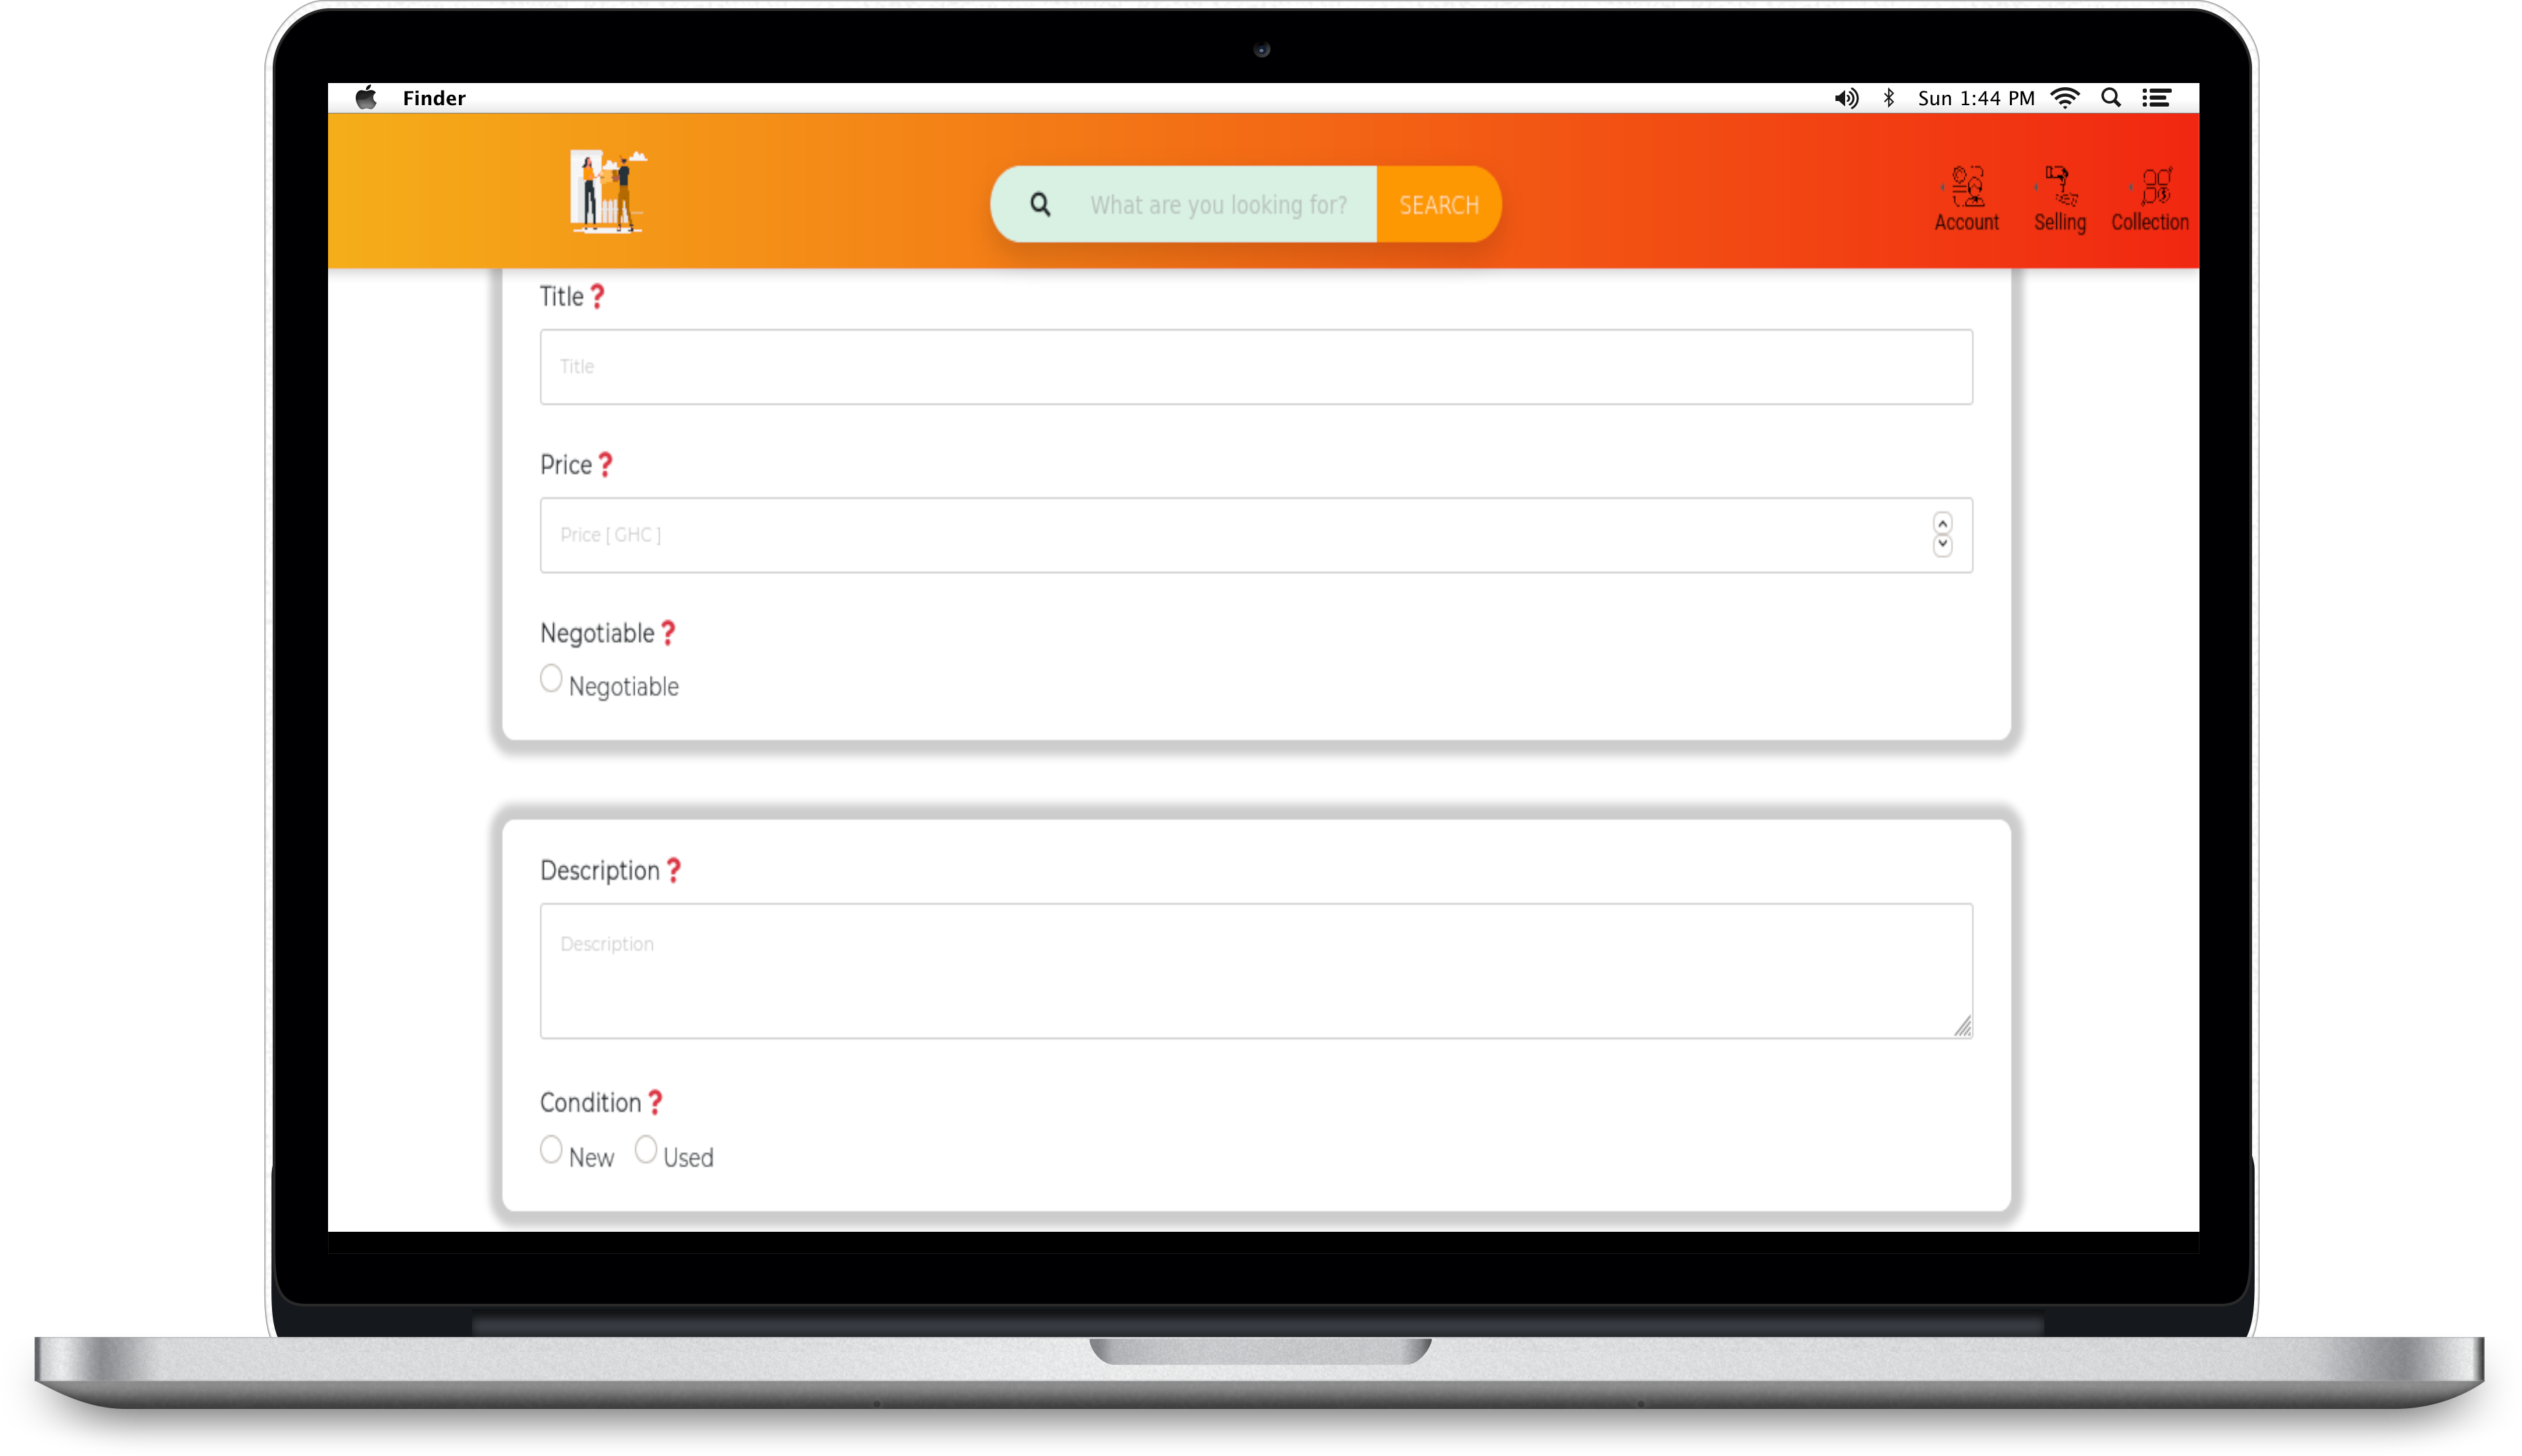 Finder
Sun 1:44 PM
What are you looking for?
SEARCH
Account
Selling
Collection
Title ?
Title
Price ?
Price [ GHC ]
Negotiable ?
Negotiable
Description ?
Description
Condition ?
New
Used